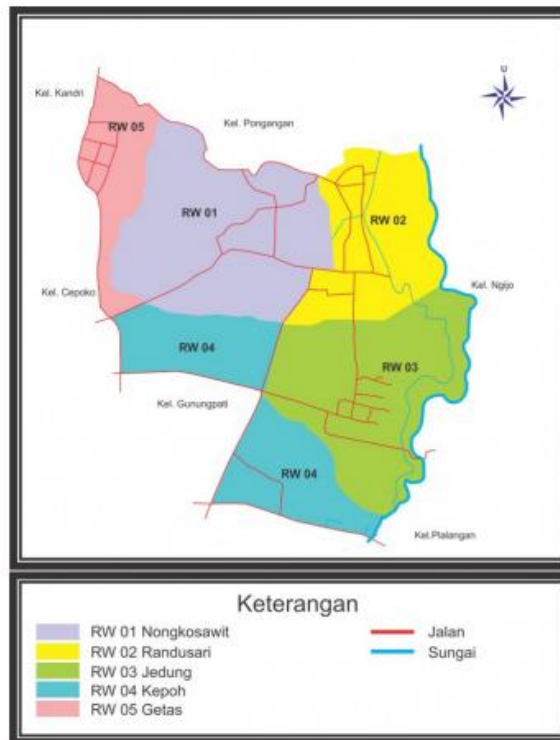 U
Kel. Kandri
RW 05
Kel. Pongangan
RW 01
RW 02
Kel. Cepoko
Kel. Ngijo
RW 04
RW 03
Kel. Gunungpati
RW 04
Kel.Plalangan
Keterangan
RW 01 Nongkosawit
RW 02 Randusari
RW 03 Jedung
RW 04 Kepoh
RW 05 Getas
Jalan
Sungai